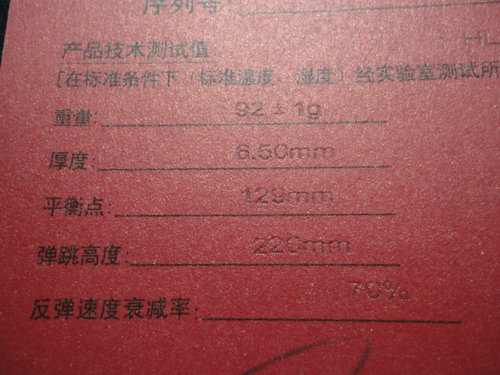 序列号
产品技术测试值
[在标准条件下（标准温度、湿度）经实验室测试所
重量: 92 ± 1g
厚度: 6.50mm
平衡点: 129mm
弹跳高度: 220mm
反弹速度衰减率: 70%